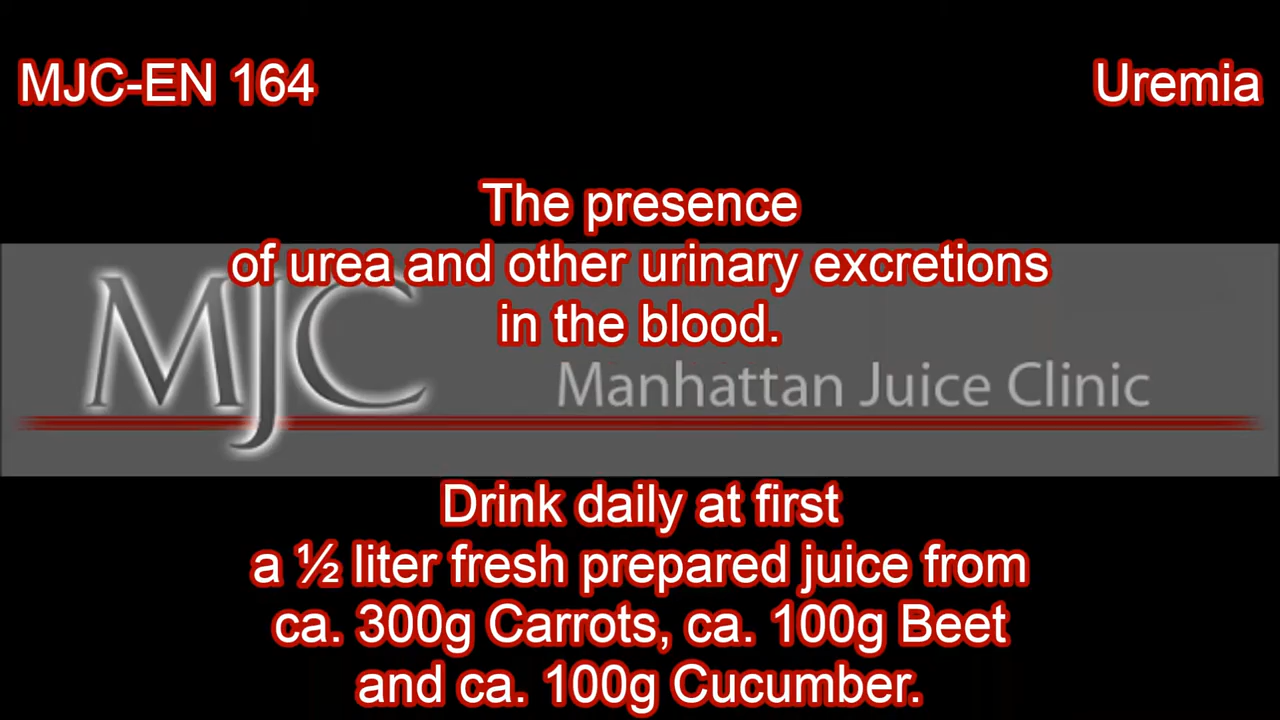 MJC-EN 164
Uremia
The presence
of urea and other urinary excretions
in the blood.
MJC
Manhattan Juice Clinic
Drink daily at first
a ½ liter fresh prepared juice from
ca. 300g Carrots, ca. 100g Beet
and ca. 100g Cucumber.